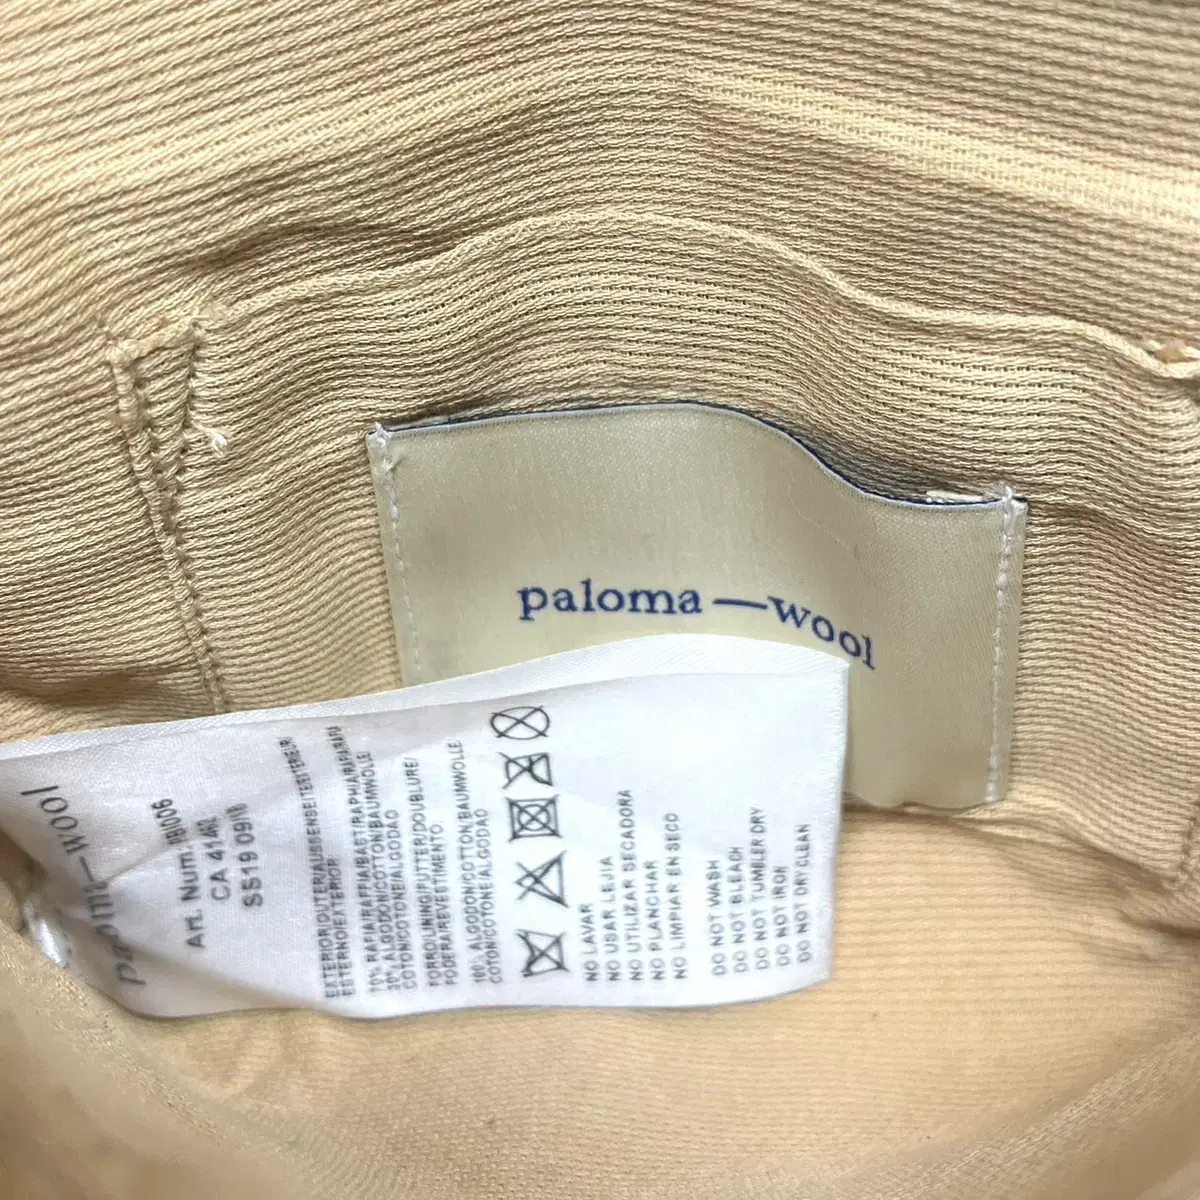 paloma—wool
paloma—wool
Art. Num.
CA 41462
SS19 09/18
EXTERIOR/OUTER/AUSSENSEITE/EXTERIEUR/
ESTERNO/EXTERIOR
70% RAFIA/RAFFIA/BAST/RAPHIA/
30% ALGODON/COTTON/BAUMWOLLE/
COTON/COTONE/ALGODAO
FORRO/LINING/FUTTER/DOUBLURE/
FODERA/REVESTIMENTO
100% ALGODON/COTTON/BAUMWOLLE
COTON/COTONE/ALGODAO
NO LAVAR
NO USAR LEJIA
NO UTILIZAR SECADORA
NO PLANCHAR
NO LIMPIAR EN SECO
DO NOT WASH
DO NOT BLEACH
DO NOT TUMBLER DRY
DO NOT IRON
DO NOT DRY CLEAN